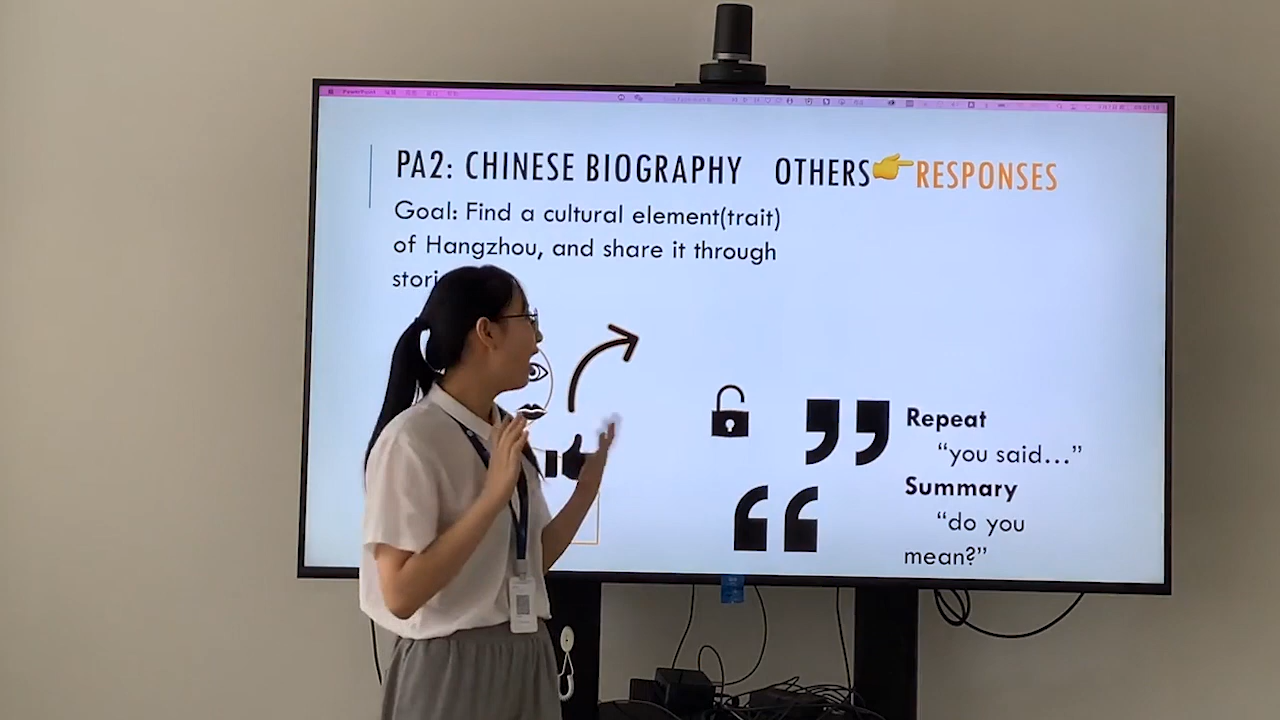 PowerPoint
PA2: CHINESE BIOGRAPHY OTHERS👉RESPONSES
Goal: Find a cultural element(trait)
of Hangzhou, and share it through
Repeat
“you said...”
Summary
“do you
mean?”